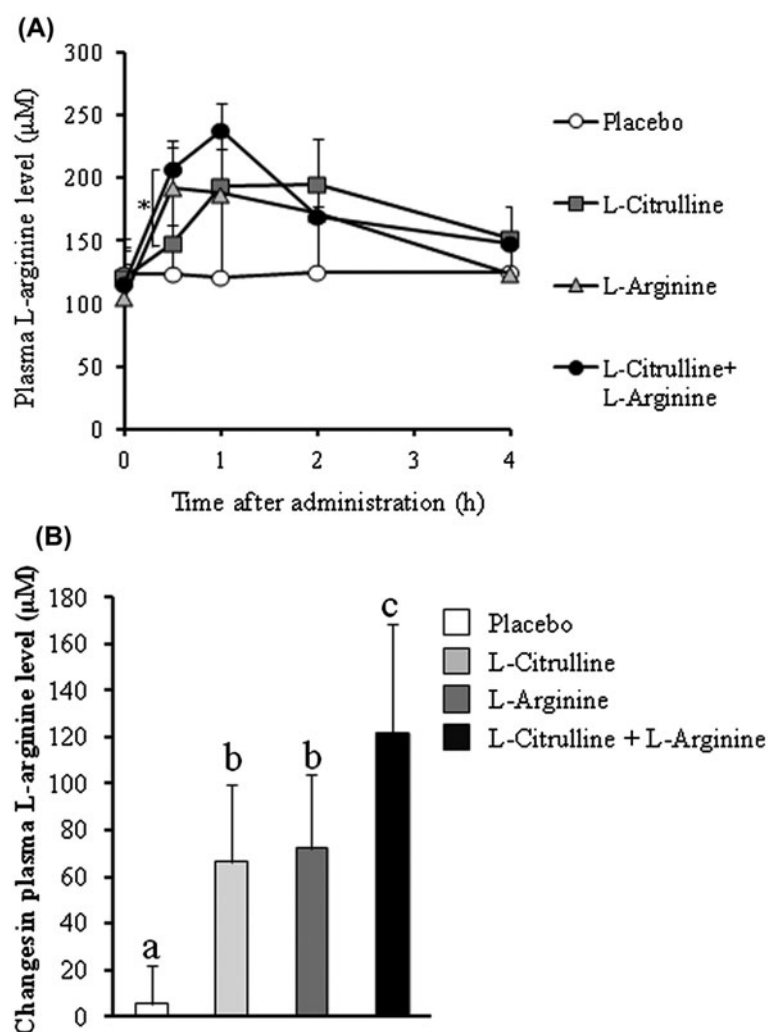 (A)
Plasma L-arginine level (μM)
300
250
200
150
100
50
0
*
0
1
2
4
Time after administration (h)
Placebo
L-Citrulline
L-Arginine
L-Citrulline+
L-Arginine
(B)
Changes in plasma L-arginine level (μM)
180
160
140
120
100
80
60
40
20
0
a
b
b
c
Placebo
L-Citrulline
L-Arginine
L-Citrulline + L-Arginine